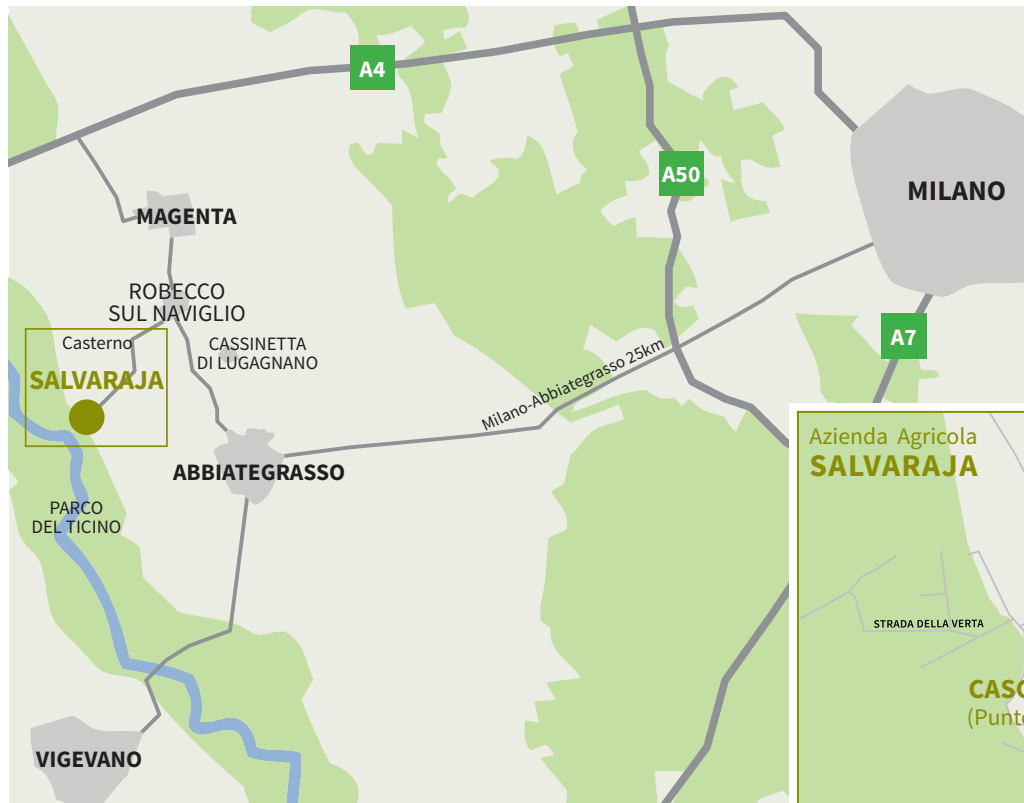 A4
A50
MILANO
MAGENTA
ROBECCO
SUL NAVIGLIO
Casterno
CASSINETTA
DI LUGAGNANO
A7
SALVARAJA
Milano-Abbiategrasso 25km
ABBIATEGRASSO
Azienda Agricola
SALVARAJA
PARCO
DEL TICINO
STRADA DELLA VERTA
VIGEVANO